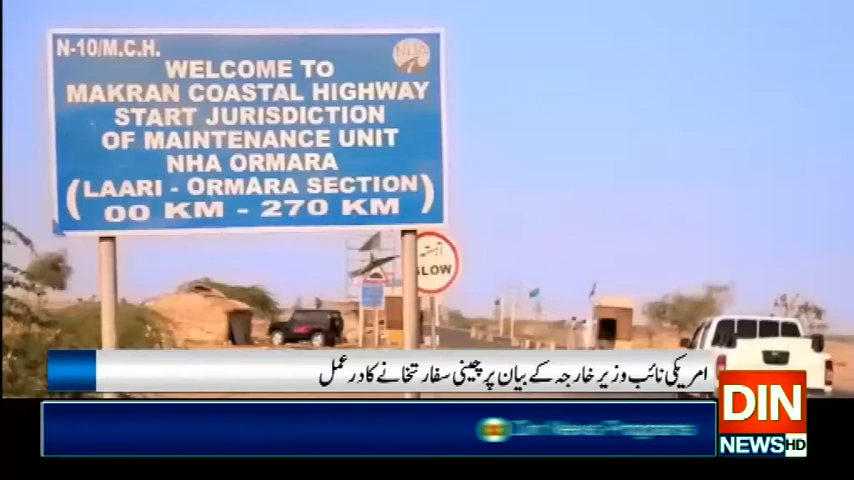 N-10/M.C.H.
NHA
WELCOME TO
MAKRAN COASTAL HIGHWAY
START JURISDICTION
OF MAINTENANCE UNIT
NHA ORMARA
(LAARI - ORMARA SECTION)
00 KM - 270 KM
آہستہ
SLOW
امریکی نائب وزیر خارجہ کے بیان پر چینی سفارتخانے کا ردعمل
DIN
NEWS HD